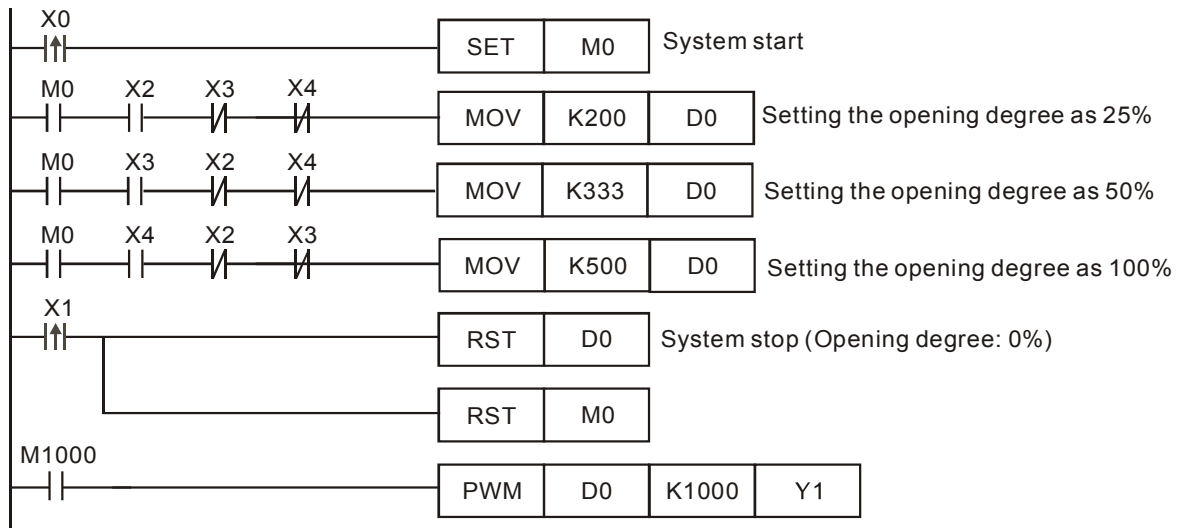 X0
SET M0 System start
M0 X2 X3 X4
MOV K200 D0 Setting the opening degree as 25%
M0 X3 X2 X4
MOV K333 D0 Setting the opening degree as 50%
M0 X4 X2 X3
MOV K500 D0 Setting the opening degree as 100%
X1
RST D0 System stop (Opening degree: 0%)
RST M0
M1000
PWM D0 K1000 Y1